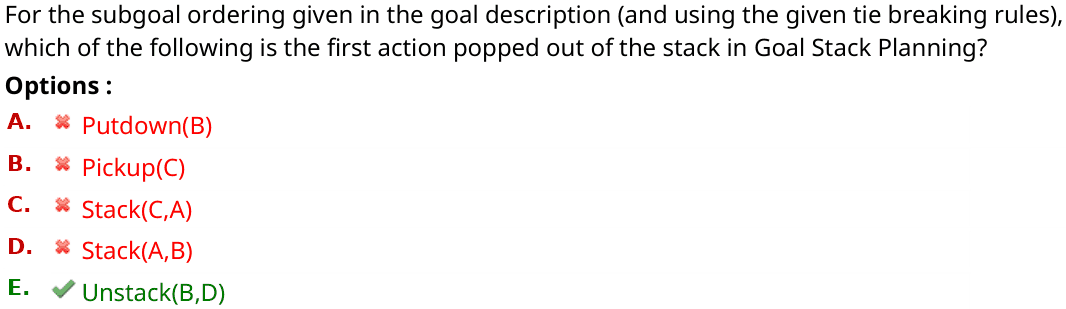 For the subgoal ordering given in the goal description (and using the given tie breaking rules),
which of the following is the first action popped out of the stack in Goal Stack Planning?
Options :
A. Putdown(B)
B. Pickup(C)
C. Stack(C,A)
D. Stack(A,B)
E. Unstack(B,D)